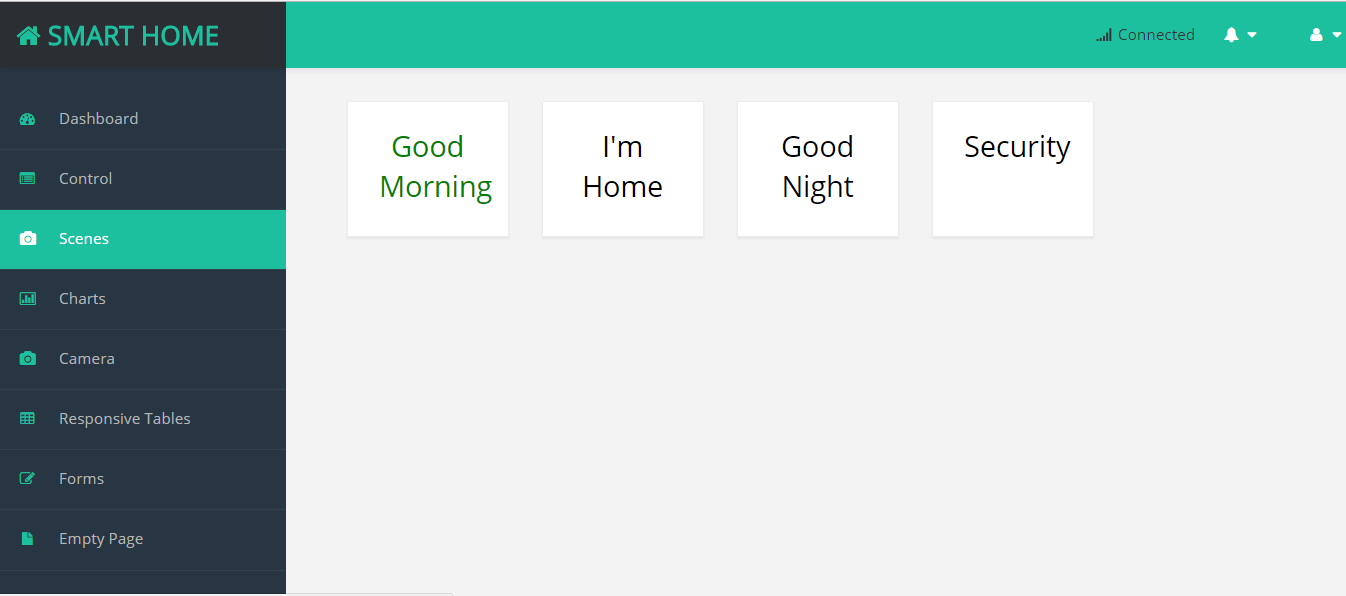 SMART HOME
Connected
Dashboard
Control
Scenes
Charts
Camera
Responsive Tables
Forms
Empty Page
Good
Morning
I'm
Home
Good
Night
Security